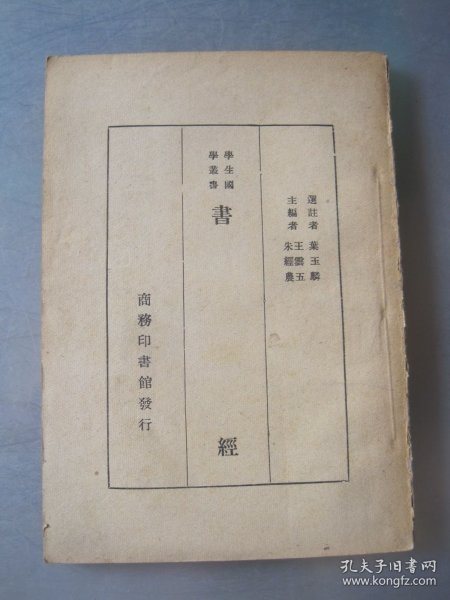 選註者 葉玉麟
主編者 王雲五
朱經農
學生國
學叢書
書經
商務印書館發行
孔夫子旧书网
www.kongfz.com